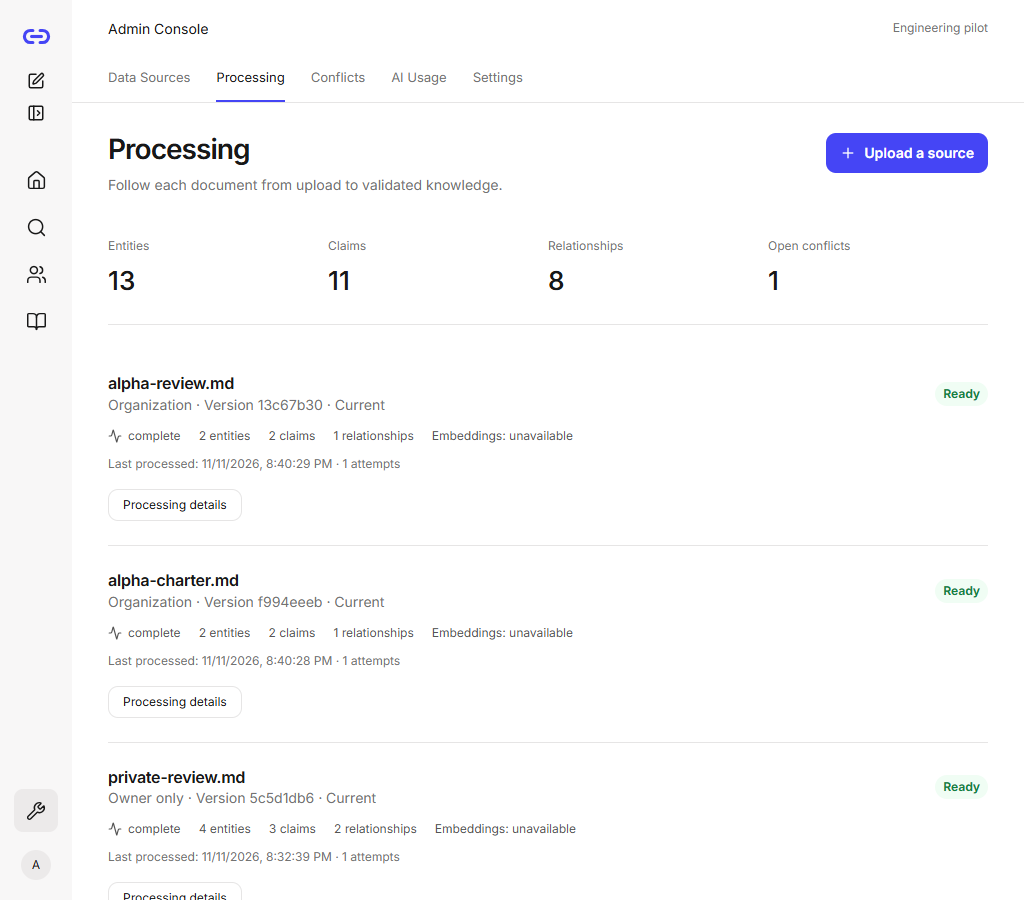 Admin Console
Engineering pilot
Data Sources Processing Conflicts AI Usage Settings
Processing
+ Upload a source
Follow each document from upload to validated knowledge.
Entities Claims Relationships Open conflicts
13 11 8 1
alpha-review.md
Ready
Organization · Version 13c67b30 · Current
complete 2 entities 2 claims 1 relationships Embeddings: unavailable
Last processed: 11/11/2026, 8:40:29 PM · 1 attempts
Processing details
alpha-charter.md
Ready
Organization · Version f994eeeb · Current
complete 2 entities 2 claims 1 relationships Embeddings: unavailable
Last processed: 11/11/2026, 8:40:28 PM · 1 attempts
Processing details
private-review.md
Ready
Owner only · Version 5c5d1db6 · Current
complete 4 entities 3 claims 2 relationships Embeddings: unavailable
Last processed: 11/11/2026, 8:32:39 PM · 1 attempts
Processing details
A